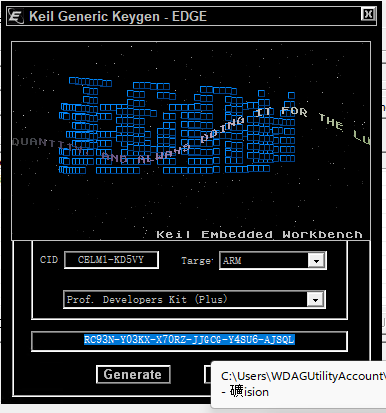 Keil Generic Keygen - EDGE
QUANTITY AND ALWAYS DOING IT FOR THE LU
Keil Embedded Workbench
CID CELM1-KD5VY Targe ARM
Prof. Developers Kit (Plus)
RC93N-Y03KX-X70RZ-JJGCG-Y4SU6-AJSQL
Generate
C:\Users\WDAGUtilityAccount\
- 礦ision